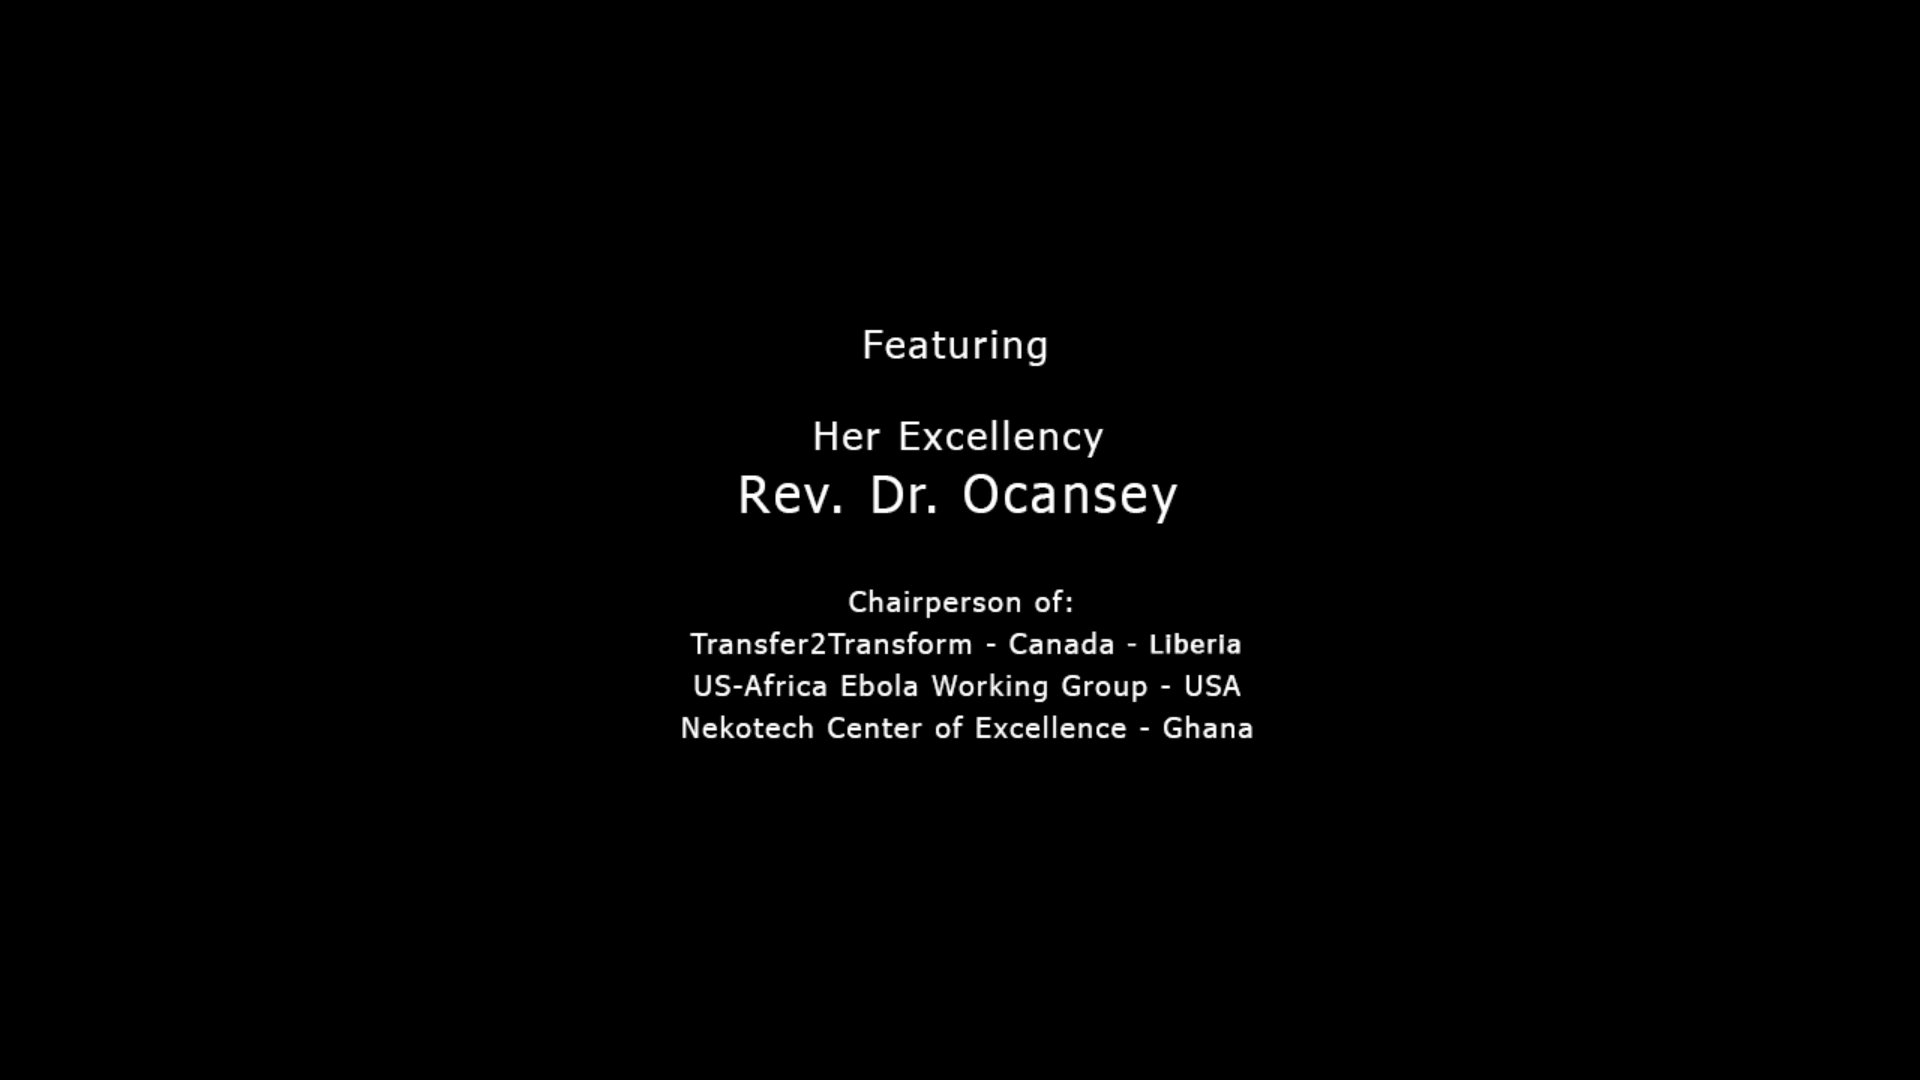 Featuring
Her Excellency
Rev. Dr. Ocansey
Chairperson of:
Transfer2Transform - Canada - Liberia
US-Africa Ebola Working Group - USA
Nekotech Center of Excellence - Ghana